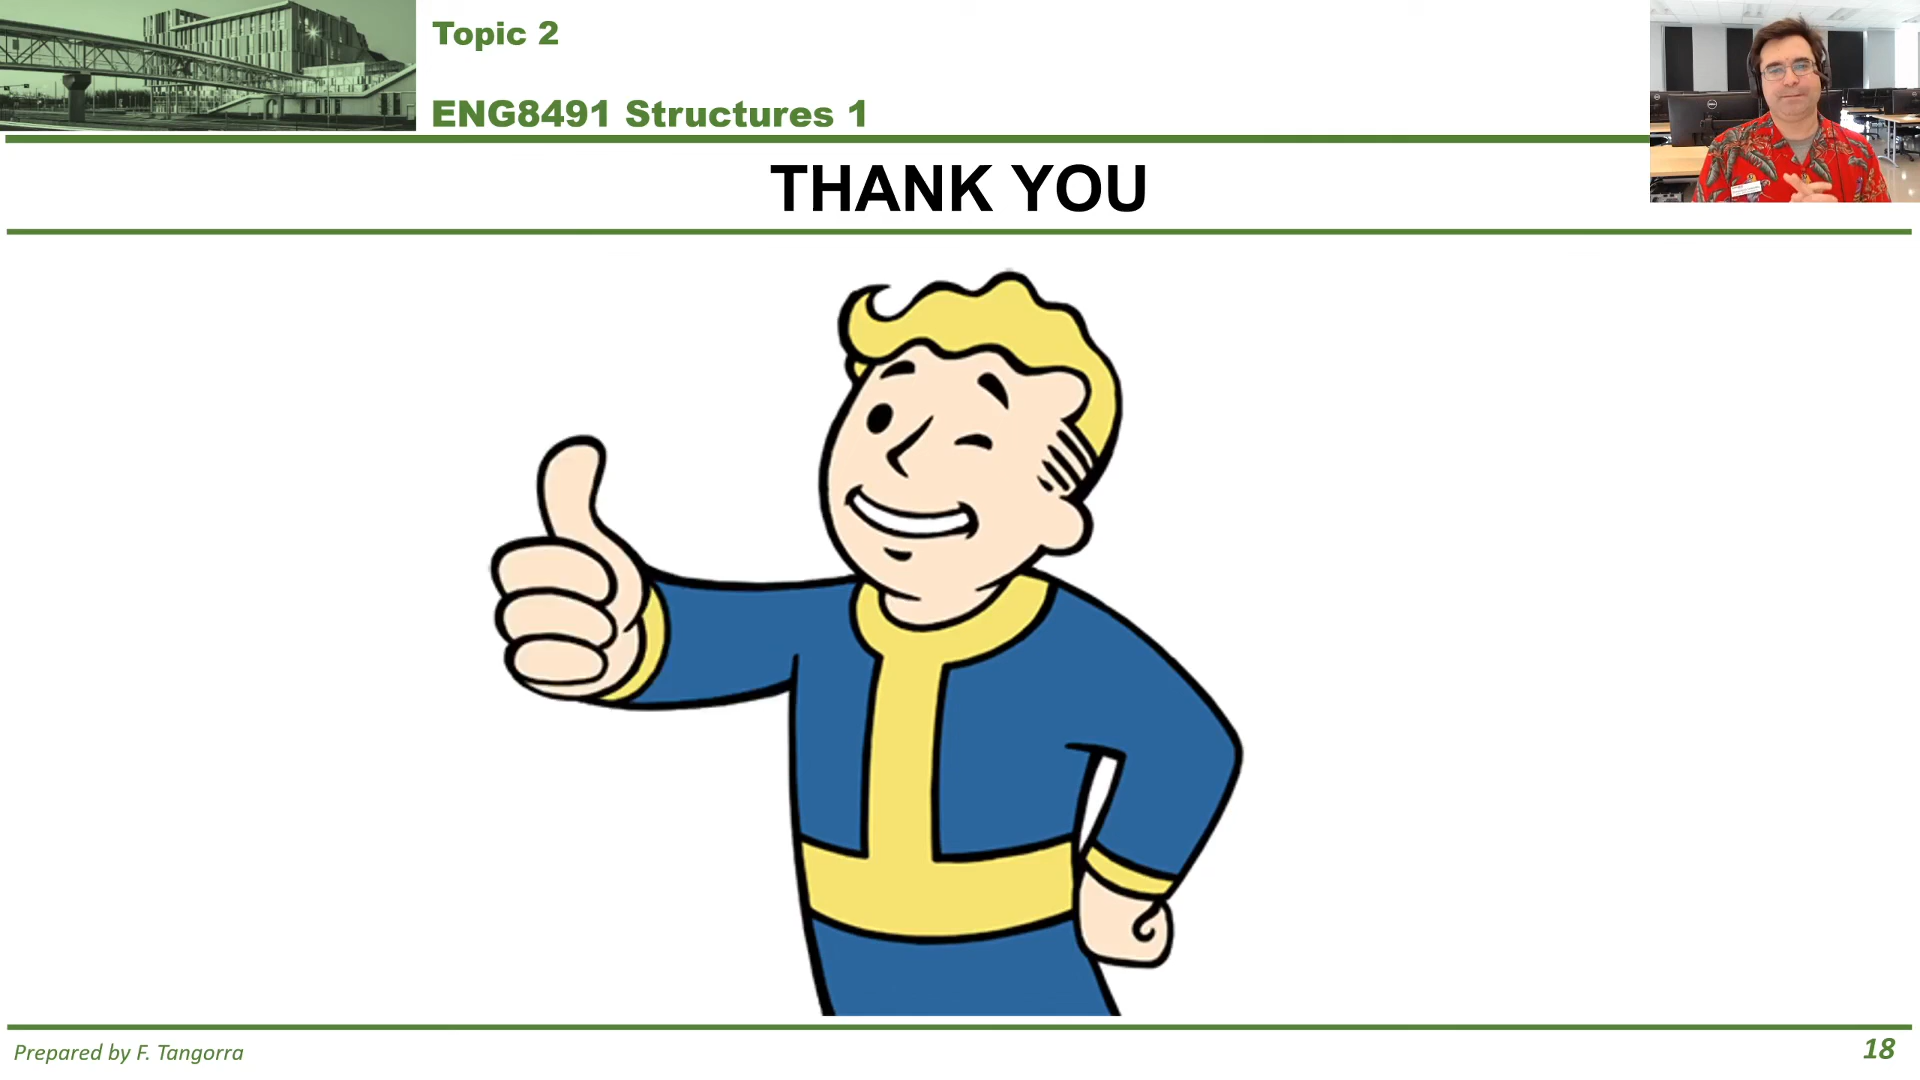 Topic 2
ENG8491 Structures 1
THANK YOU
Prepared by F. Tangorra
18